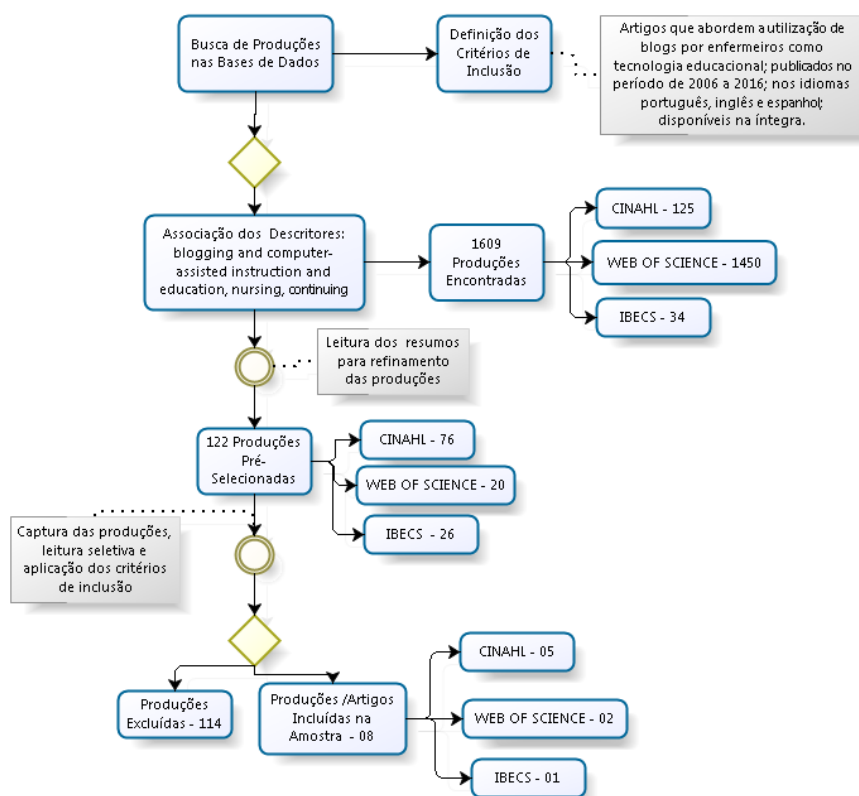 Busca de Produções
nas Bases de Dados
Definição dos
Critérios de
Inclusão
Artigos que abordem a utilização de
blogs por enfermeiros como
tecnologia educacional; publicados no
período de 2006 a 2016; nos idiomas
português, inglês e espanhol;
disponíveis na íntegra.
Associação dos Descritores:
blogging and computer-
assisted instruction and
education, nursing, continuing
1609
Produções
Encontradas
CINAHL - 125
WEB OF SCIENCE - 1450
IBECS - 34
Leitura dos resumos
para refinamento
das produções
122 Produções
Pré-
Selecionadas
CINAHL - 76
WEB OF SCIENCE - 20
IBECS - 26
Captura das produções,
leitura seletiva e
aplicação dos critérios
de inclusão
Produções
Excluídas - 114
Produções /Artigos
Incluídas na
Amostra - 08
CINAHL - 05
WEB OF SCIENCE - 02
IBECS - 01